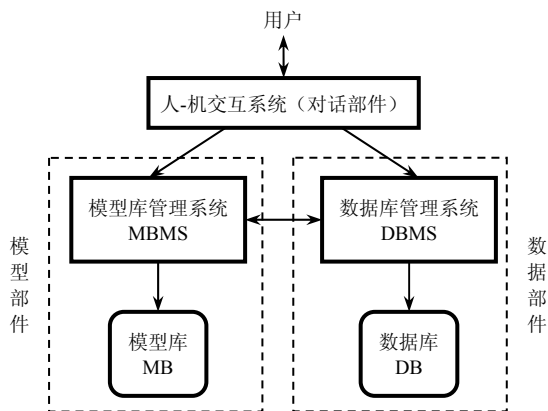 用户
人-机交互系统（对话部件）
模型部件
模型库管理系统
MBMS
模型库
MB
数据库管理系统
DBMS
数据库
DB
数据部件